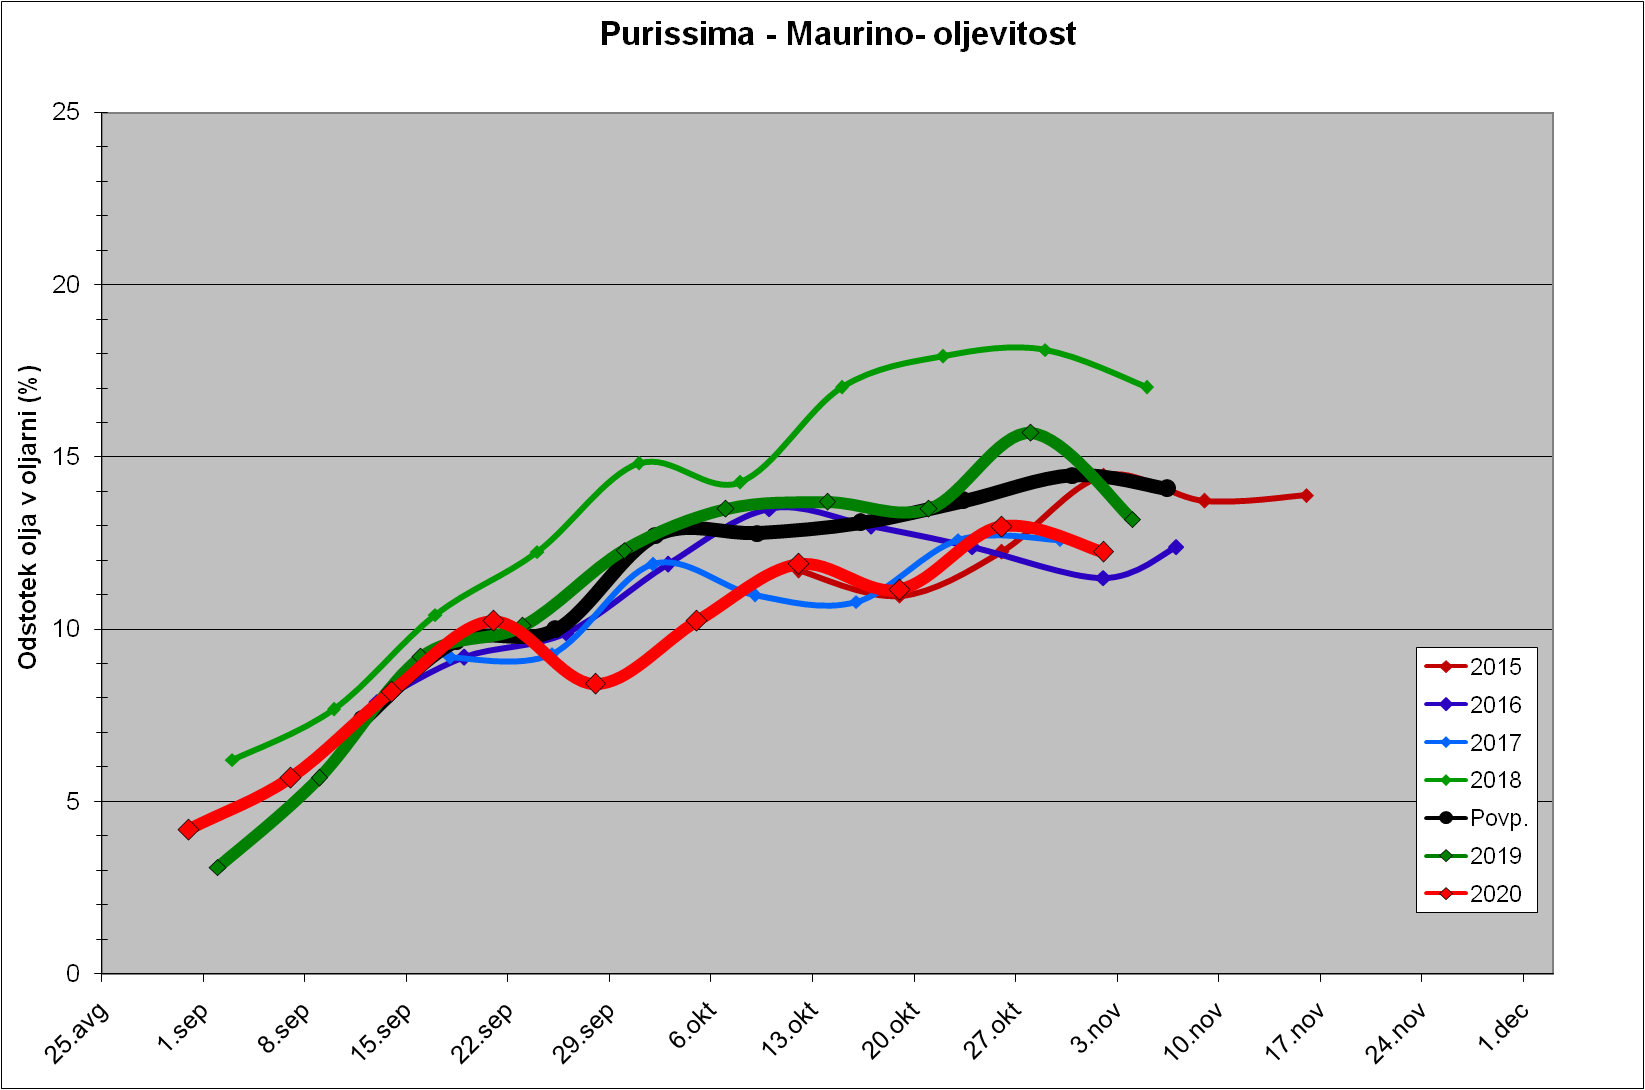 Purissima - Maurino- oljevitost
Odstotek olja v oljarni (%)
25
20
15
10
5
0
25.avg
1.sep
8.sep
15.sep
22.sep
29.sep
6.okt
13.okt
20.okt
27.okt
3.nov
10.nov
17.nov
24.nov
1.dec
2015
2016
2017
2018
Povp.
2019
2020